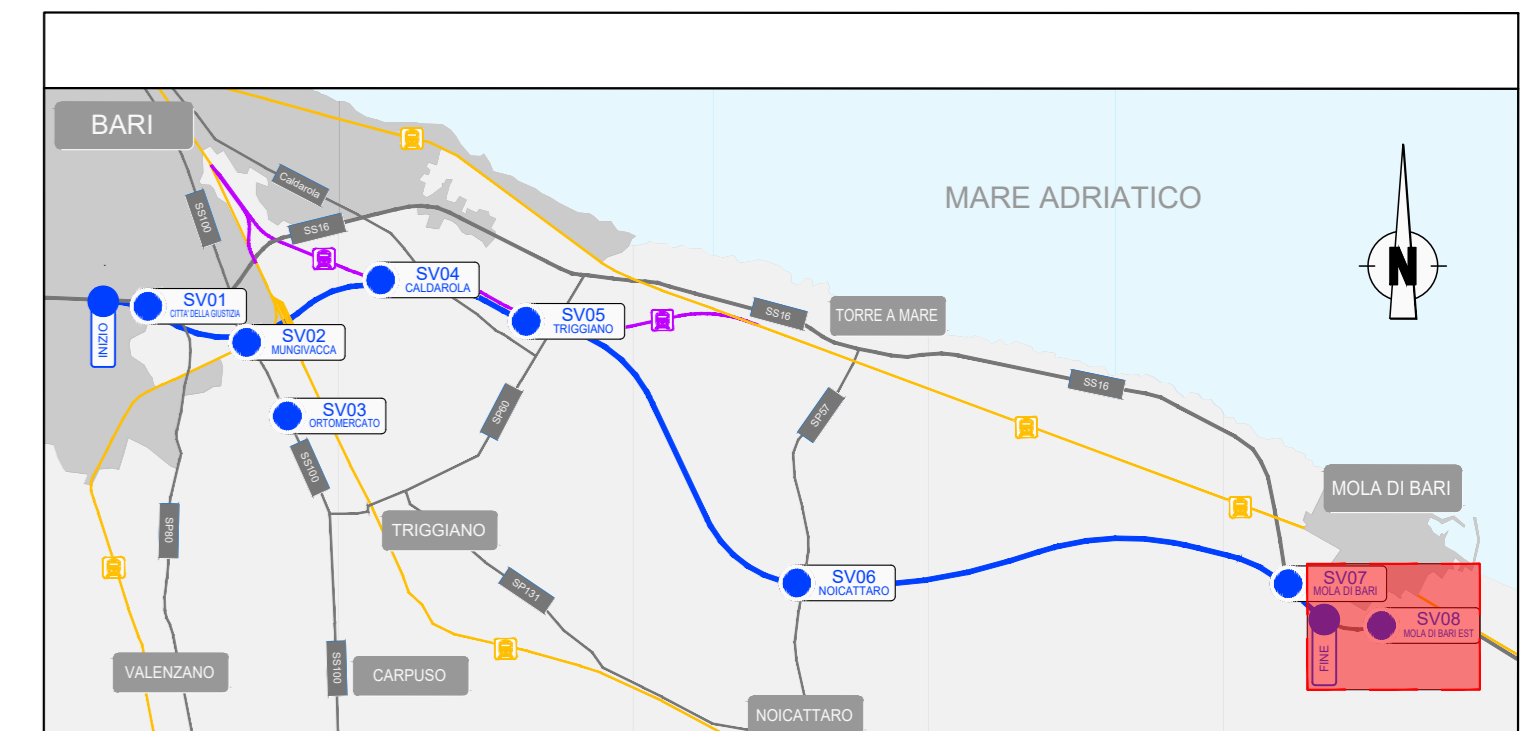 BARI
Caldarola
SS100
SS16
MARE ADRIATICO
N
SV04
CALDAROLA
SV01
CITTA' DELLA GIUSTIZIA
SV05
TRIGGIANO
SS16
TORRE A MARE
INIZIO
SV02
MUNGIVACCA
SS16
SV03
ORTOMERCATO
SP60
SP57
SS100
MOLA DI BARI
SP80
TRIGGIANO
SP131
SV06
NOICATTARO
SV07
MOLA DI BARI
SV08
MOLA DI BARI EST
FINE
VALENZANO
SS100
CARPUSO
NOICATTARO